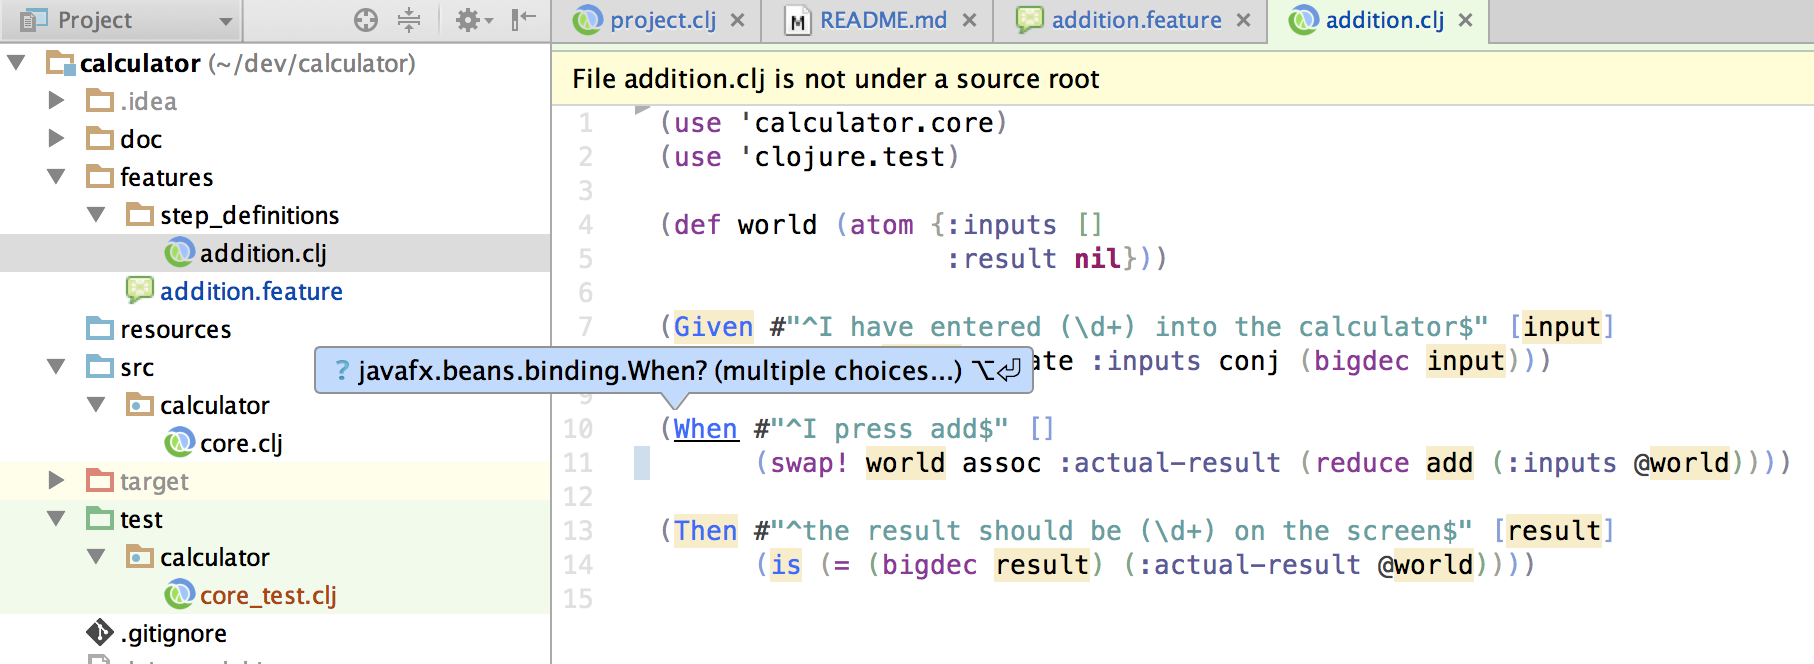 Project
project.clj
README.md
addition.feature
addition.clj
calculator (~/dev/calculator)
.idea
doc
features
step_definitions
addition.clj
addition.feature
resources
src
calculator
core.clj
target
test
calculator
core_test.clj
.gitignore
File addition.clj is not under a source root
1 (use 'calculator.core)
2 (use 'clojure.test)
3
4 (def world (atom {:inputs []
5 :result nil}))
6
7 (Given #"^I have entered (\d+) into the calculator$" [input]
ate :inputs conj (bigdec input)))
? javafx.beans.binding.When? (multiple choices...) ⌥⏎
10 (When #"^I press add$" []
11 (swap! world assoc :actual-result (reduce add (:inputs @world))))
12
13 (Then #"^the result should be (\d+) on the screen$" [result]
14 (is (= (bigdec result) (:actual-result @world))))
15